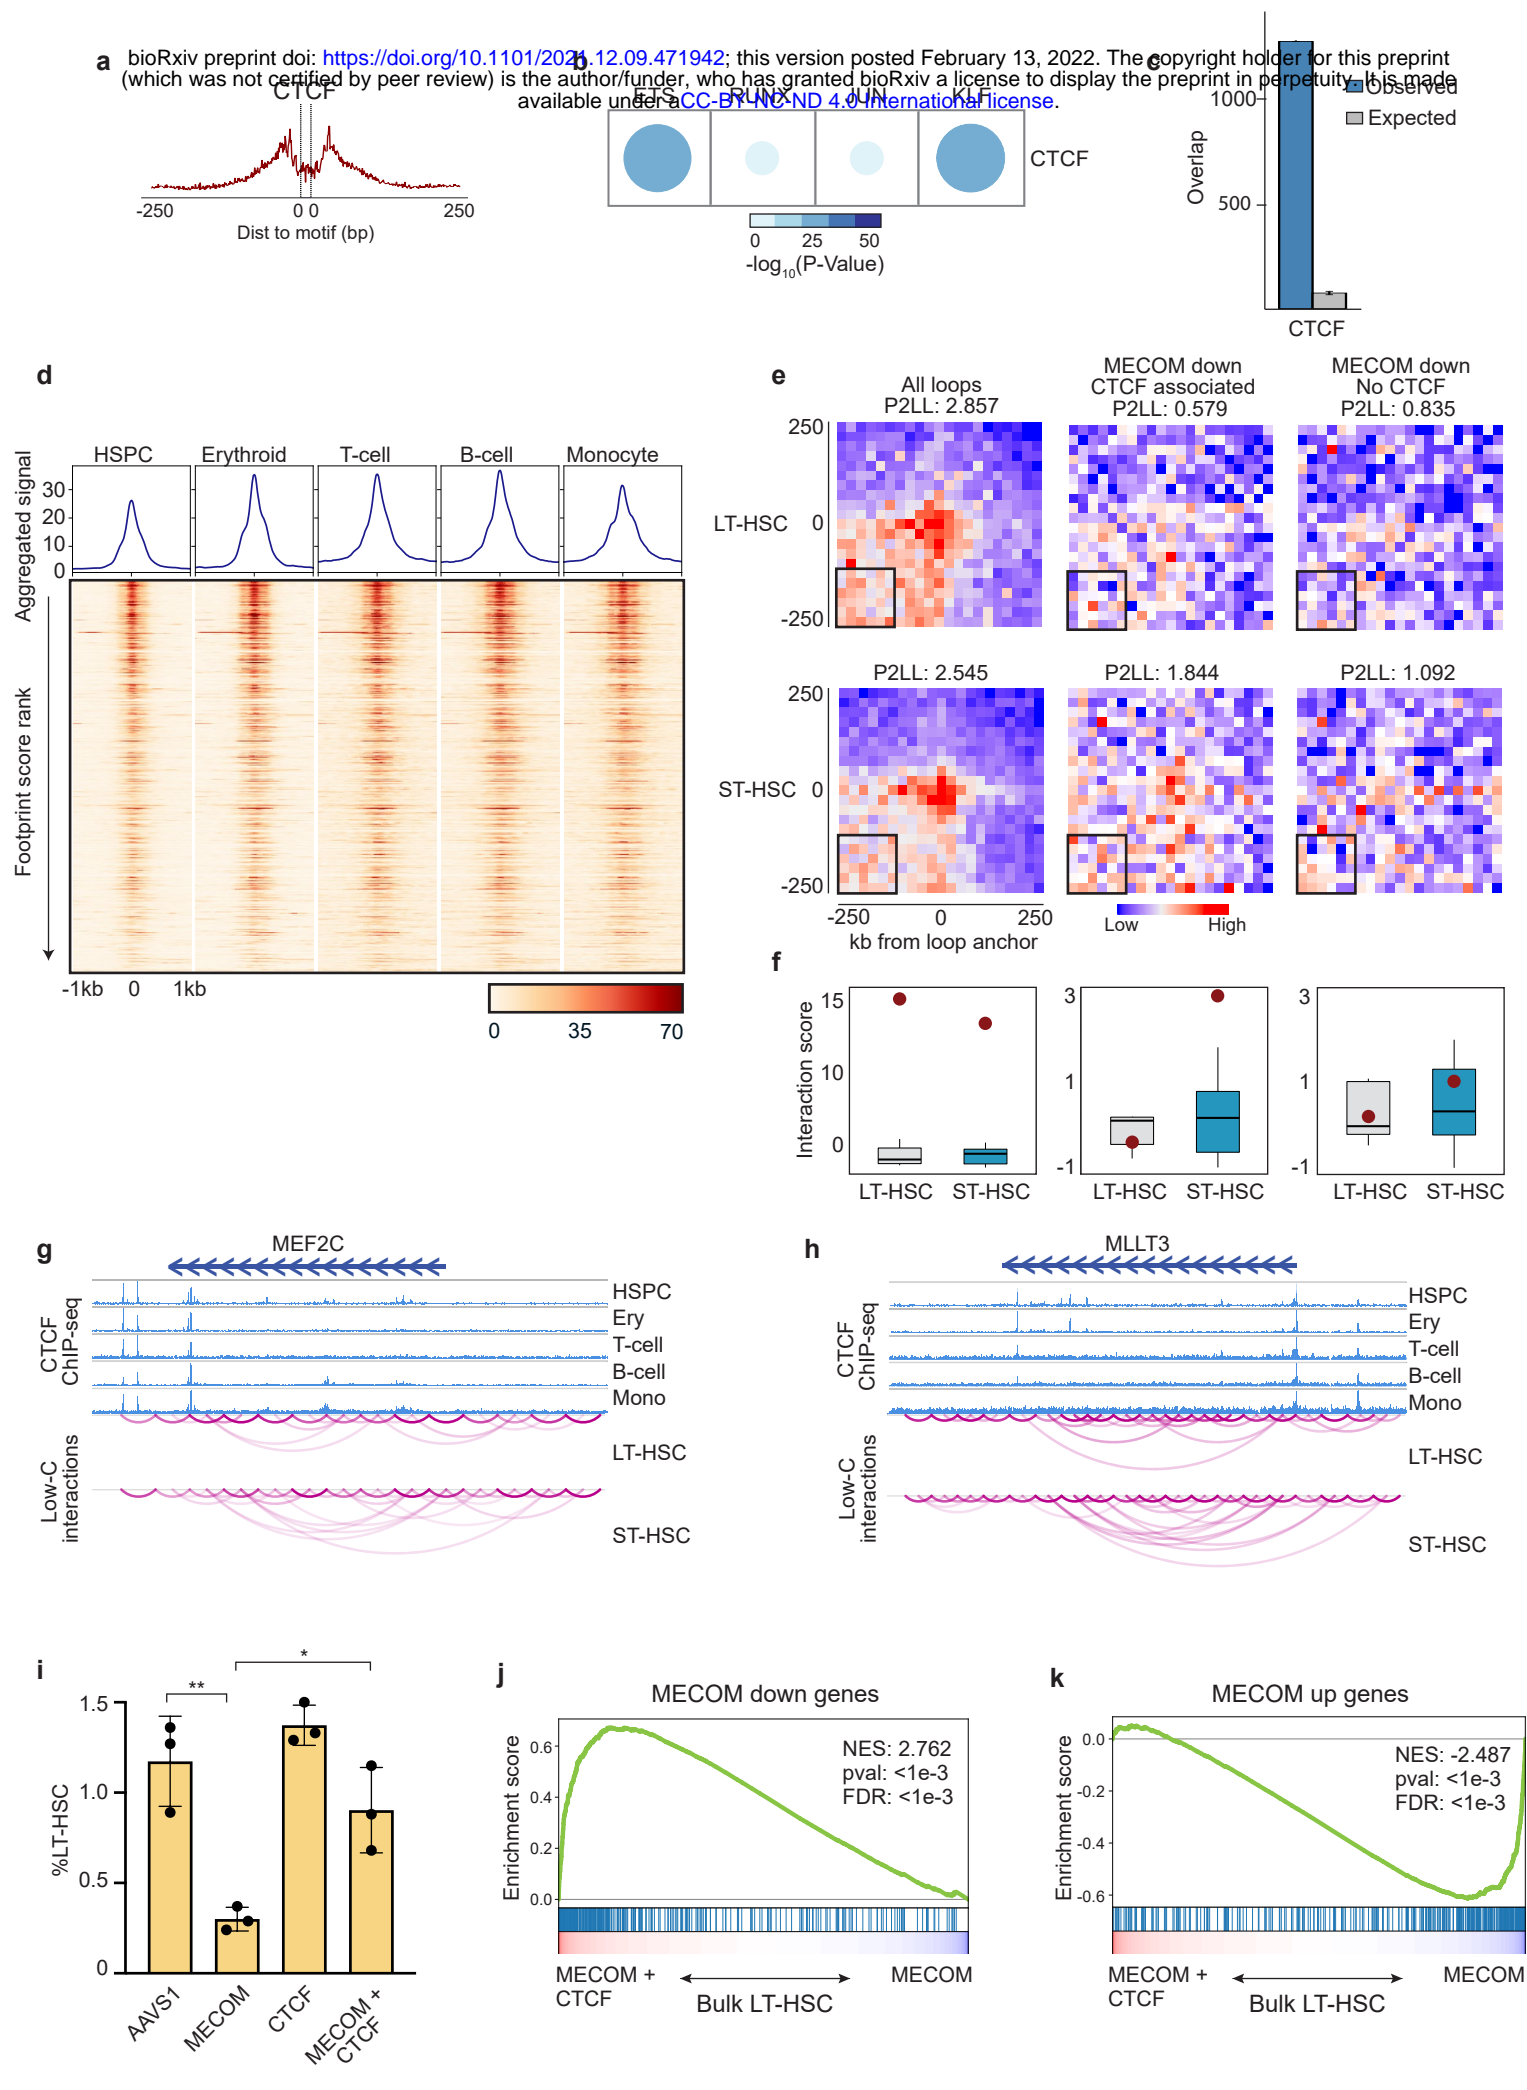 bioRxiv preprint doi: https://doi.org/10.1101/2021.12.09.471942; this version posted February 13, 2022. The copyright holder for this preprint
(which was not certified by peer review) is the author/funder, who has granted bioRxiv a license to display the preprint in perpetuity. It is made
available under aCC-BY-NC-ND 4.0 International license.
a
CTCF
-250
0 0
250
Dist to motif (bp)
b
ETS
RUNX
JUN
KLF
CTCF
0
25
50
-log10(P-Value)
c
Observed
Expected
Overlap
1000
500
CTCF
d
HSPC
Erythroid
T-cell
B-cell
Monocyte
Aggregated signal
30
20
10
0
Footprint score rank
-1kb
0
1kb
0
35
70
e
All loops
P2LL: 2.857
MECOM down
CTCF associated
P2LL: 0.579
MECOM down
No CTCF
P2LL: 0.835
250
LT-HSC
0
-250
P2LL: 2.545
P2LL: 1.844
P2LL: 1.092
250
ST-HSC
0
-250
-250
0
250
kb from loop anchor
Low
High
f
Interaction score
15
10
0
LT-HSC
ST-HSC
3
1
-1
LT-HSC
ST-HSC
3
1
-1
LT-HSC
ST-HSC
g
MEF2C
CTCF
ChIP-seq
HSPC
Ery
T-cell
B-cell
Mono
Low-C
interactions
LT-HSC
ST-HSC
h
MLLT3
CTCF
ChIP-seq
HSPC
Ery
T-cell
B-cell
Mono
Low-C
interactions
LT-HSC
ST-HSC
i
**
*
%LT-HSC
1.5
1.0
0.5
0
AAVS1
MECOM
CTCF
MECOM +
CTCF
j
MECOM down genes
Enrichment score
0.6
0.4
0.2
0.0
NES: 2.762
pval: <1e-3
FDR: <1e-3
MECOM +
CTCF
MECOM
Bulk LT-HSC
k
MECOM up genes
Enrichment score
0.0
-0.2
-0.4
-0.6
NES: -2.487
pval: <1e-3
FDR: <1e-3
MECOM +
CTCF
MECOM
Bulk LT-HSC